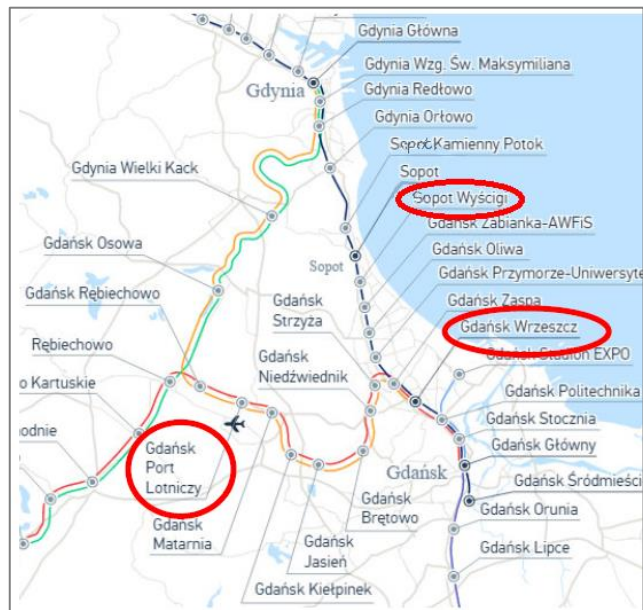 Gdynia Główna
Gdynia
Gdynia Wzg. Św. Maksymiliana
Gdynia Redłowo
Gdynia Orłowo
Sopot Kamienny Potok
Gdynia Wielki Kack
Sopot
Sopot Wyścigi
Gdańsk Żabianka-AWFiS
Gdańsk Osowa
Gdańsk Oliwa
Sopot
Gdańsk Przymorze-Uniwersyte
Gdańsk Rębiechowo
Gdańsk
Strzyża
Gdańsk Zaspa
Gdańsk Wrzeszcz
Rębiechowo
Gdańsk
Niedźwiednik
Gdańsk Stadion EXPO
o Kartuskie
Gdańsk Politechnika
hodnie
Gdańsk Stocznia
Gdańsk
Port
Lotniczy
Gdańsk
Gdańsk Główny
Gdańsk Śródmieści
Gdańsk
Matarnia
Gdańsk
Brętowo
Gdańsk Orunia
Gdańsk
Jasień
Gdańsk Lipce
Gdańsk Kiełpinek